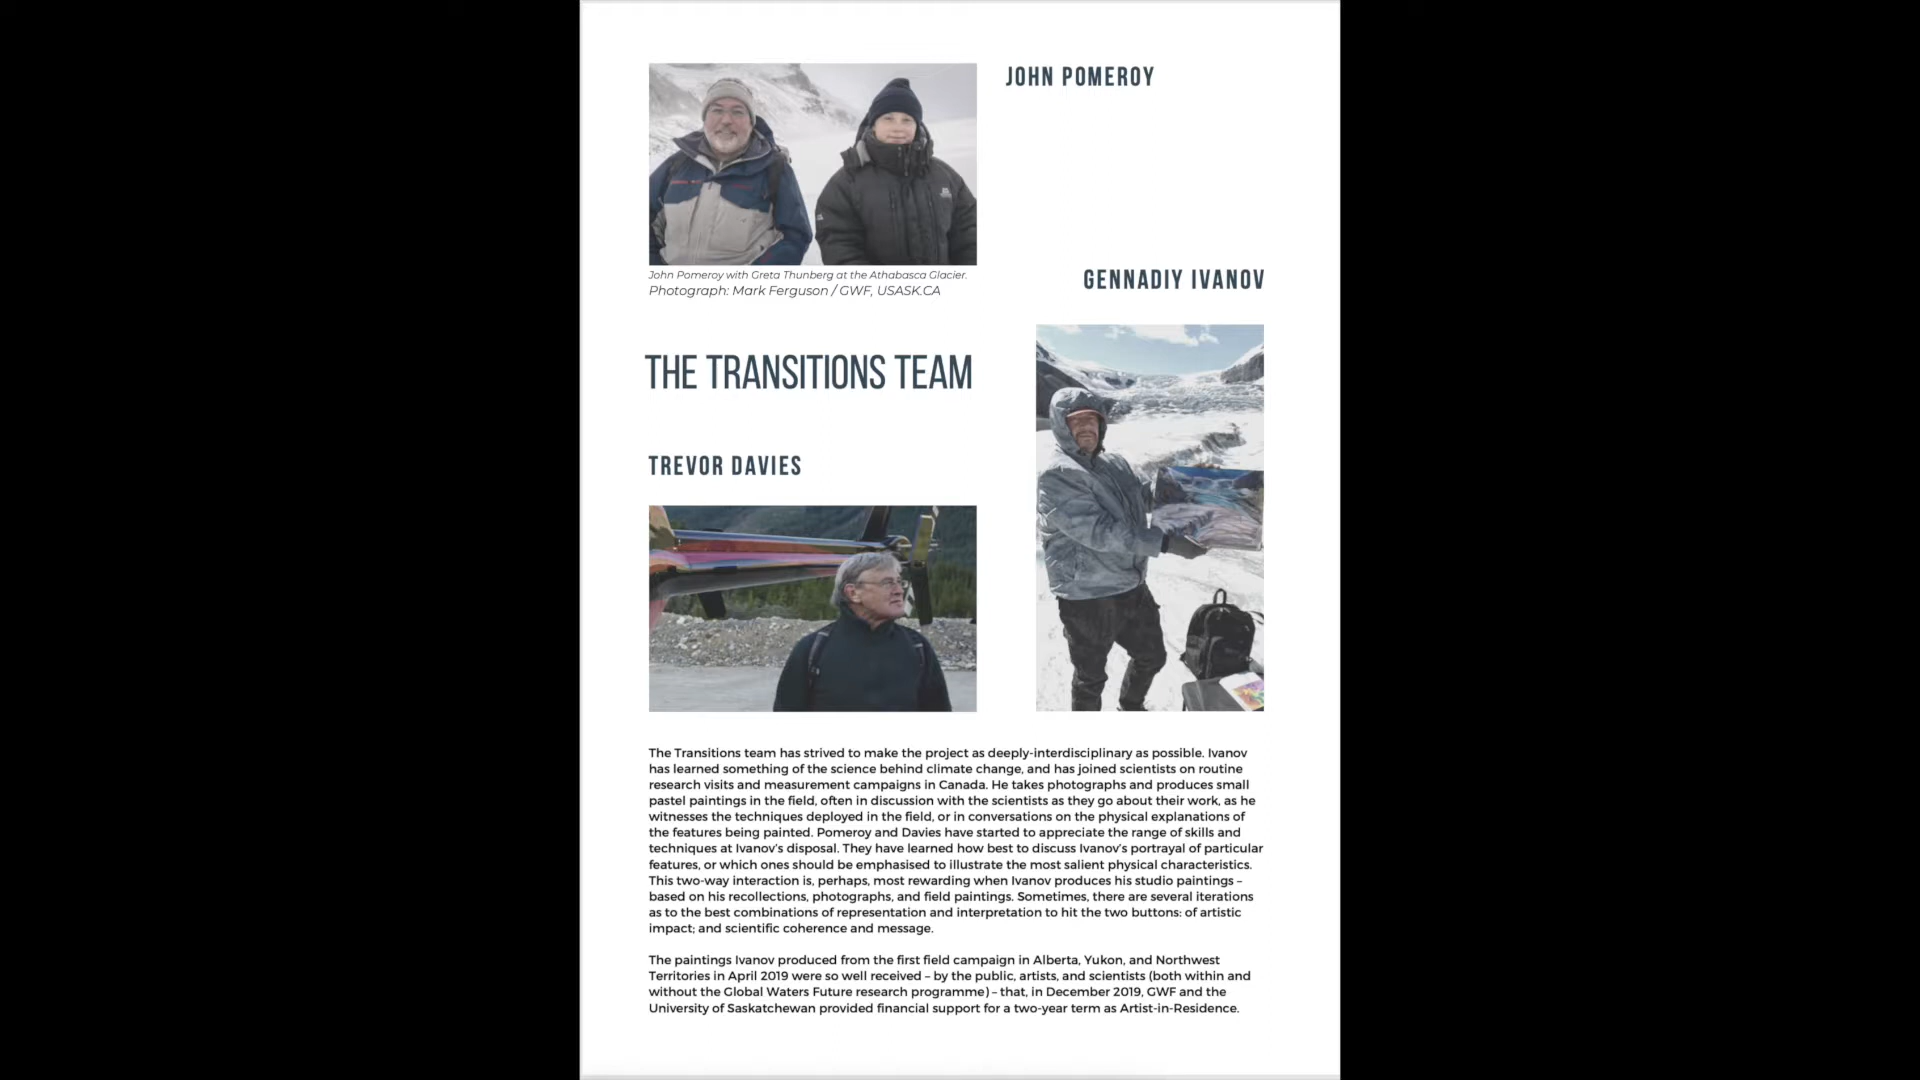 JOHN POMEROY
John Pomeroy with Greta Thunberg at the Athabasca Glacier.
Photograph: Mark Ferguson / GWF, USASK.CA
GENNADIY IVANOV
THE TRANSITIONS TEAM
TREVOR DAVIES
The Transitions team has strived to make the project as deeply-interdisciplinary as possible. Ivanov
has learned something of the science behind climate change, and has joined scientists on routine
research visits and measurement campaigns in Canada. He takes photographs and produces small
pastel paintings in the field, often in discussion with the scientists as they go about their work, as he
witnesses the techniques deployed in the field, or in conversations on the physical explanations of
the features being painted. Pomeroy and Davies have started to appreciate the range of skills and
techniques at Ivanov's disposal. They have learned how best to discuss Ivanov's portrayal of particular
features, or which ones should be emphasised to illustrate the most salient physical characteristics.
This two-way interaction is, perhaps, most rewarding when Ivanov produces his studio paintings –
based on his recollections, photographs, and field paintings. Sometimes, there are several iterations
as to the best combinations of representation and interpretation to hit the two buttons: of artistic
impact; and scientific coherence and message.
The paintings Ivanov produced from the first field campaign in Alberta, Yukon, and Northwest
Territories in April 2019 were so well received – by the public, artists, and scientists (both within and
without the Global Waters Future research programme) – that, in December 2019, GWF and the
University of Saskatchewan provided financial support for a two-year term as Artist-in-Residence.